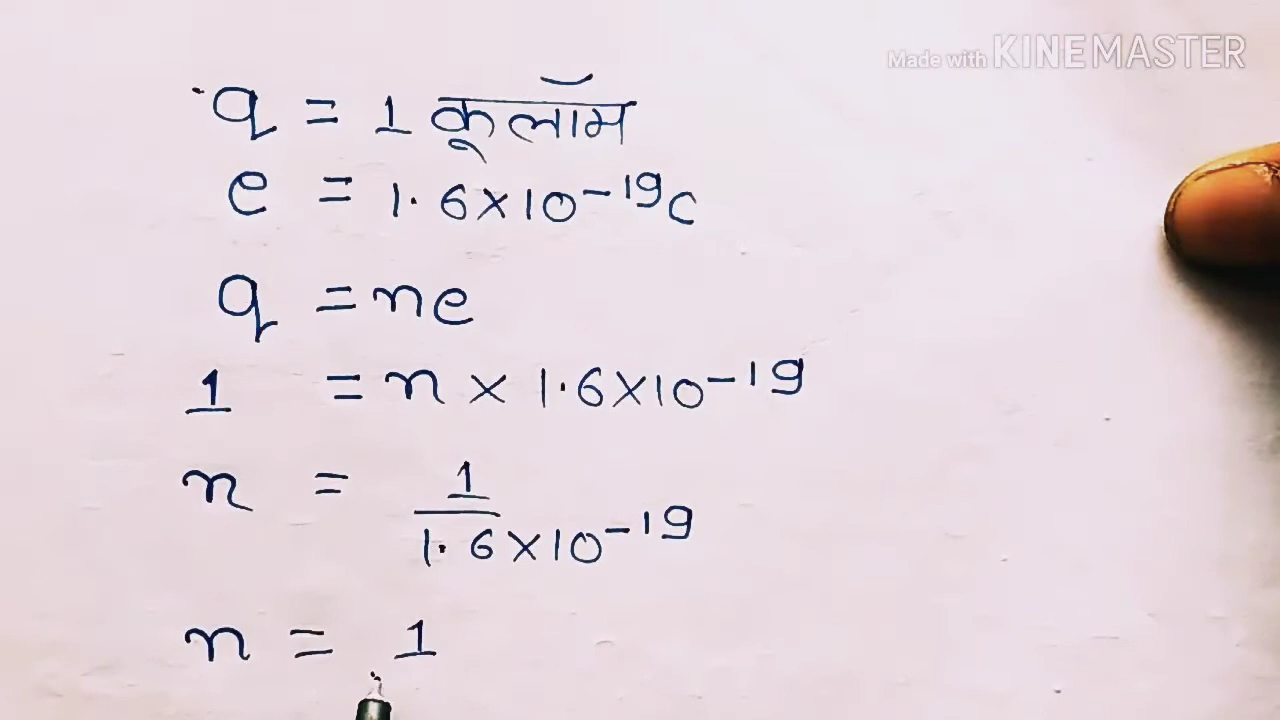 Made with KINEMASTER
q = 1 कूलॉम
e = 1.6×10⁻¹⁹c
q = ne
1 = n × 1.6×10⁻¹⁹
n = 1
1.6×10⁻¹⁹
n = 1